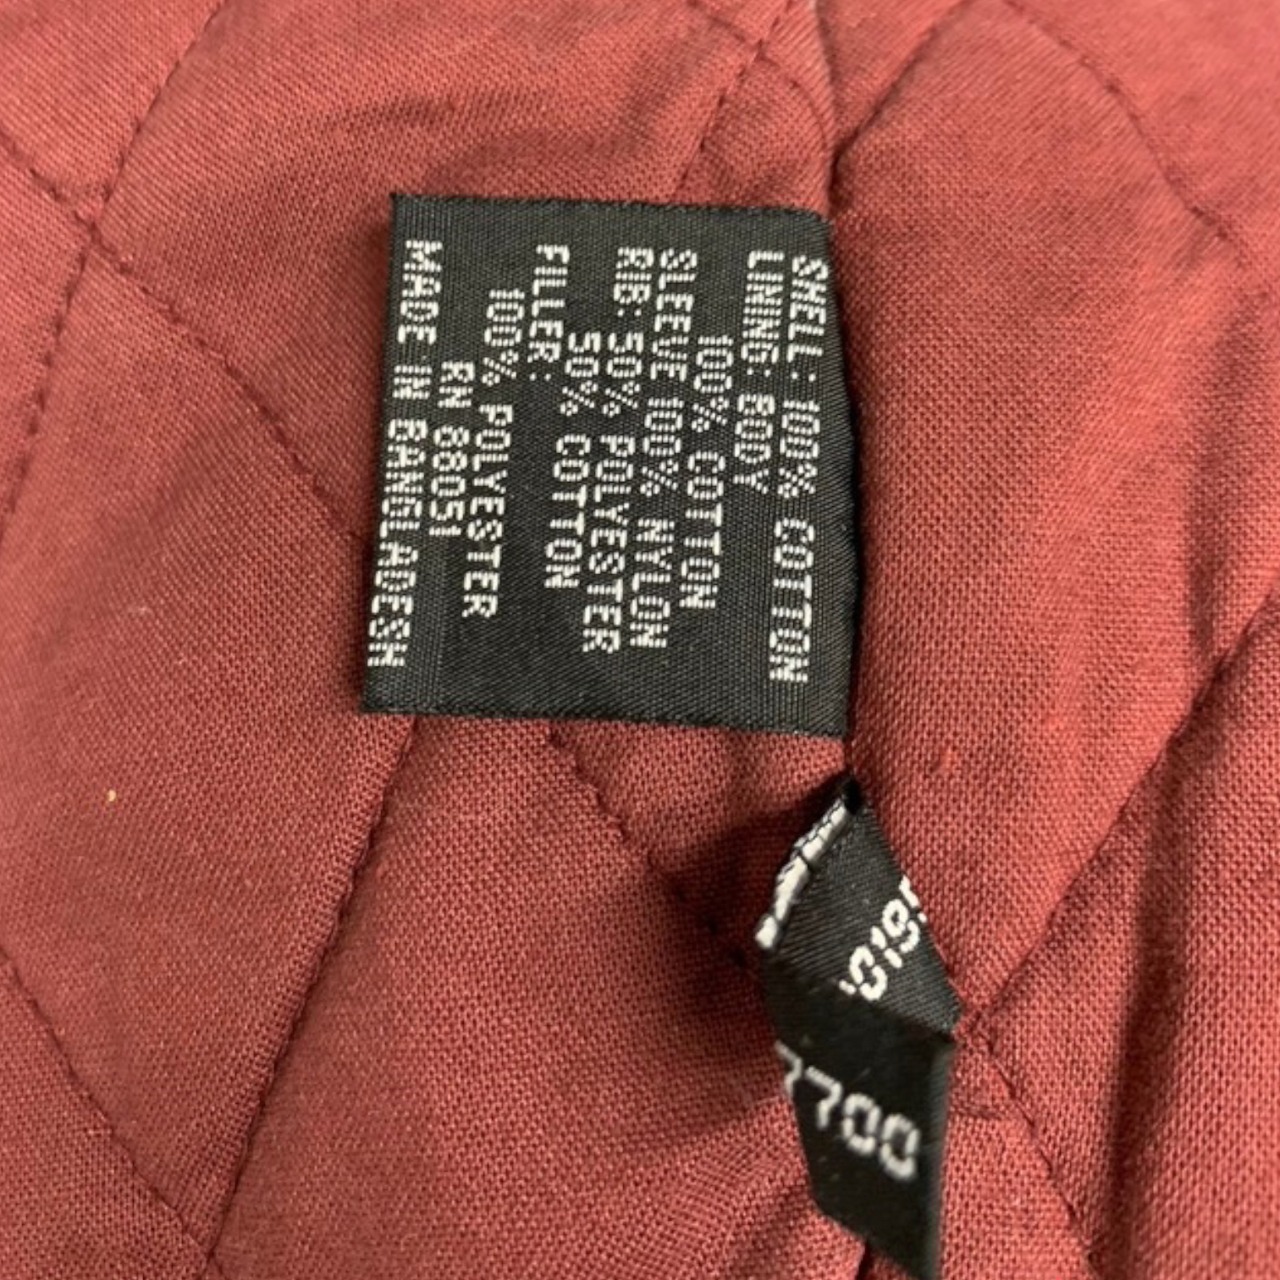 SHELL: 100% COTTON
LINING: BODY
100% COTTON
SLEEVE 100% NYLON
RIB: 50% POLYESTER
50% COTTON
FILLER:
100% POLYESTER
RN 88051
MADE IN BANGLADESH
7700